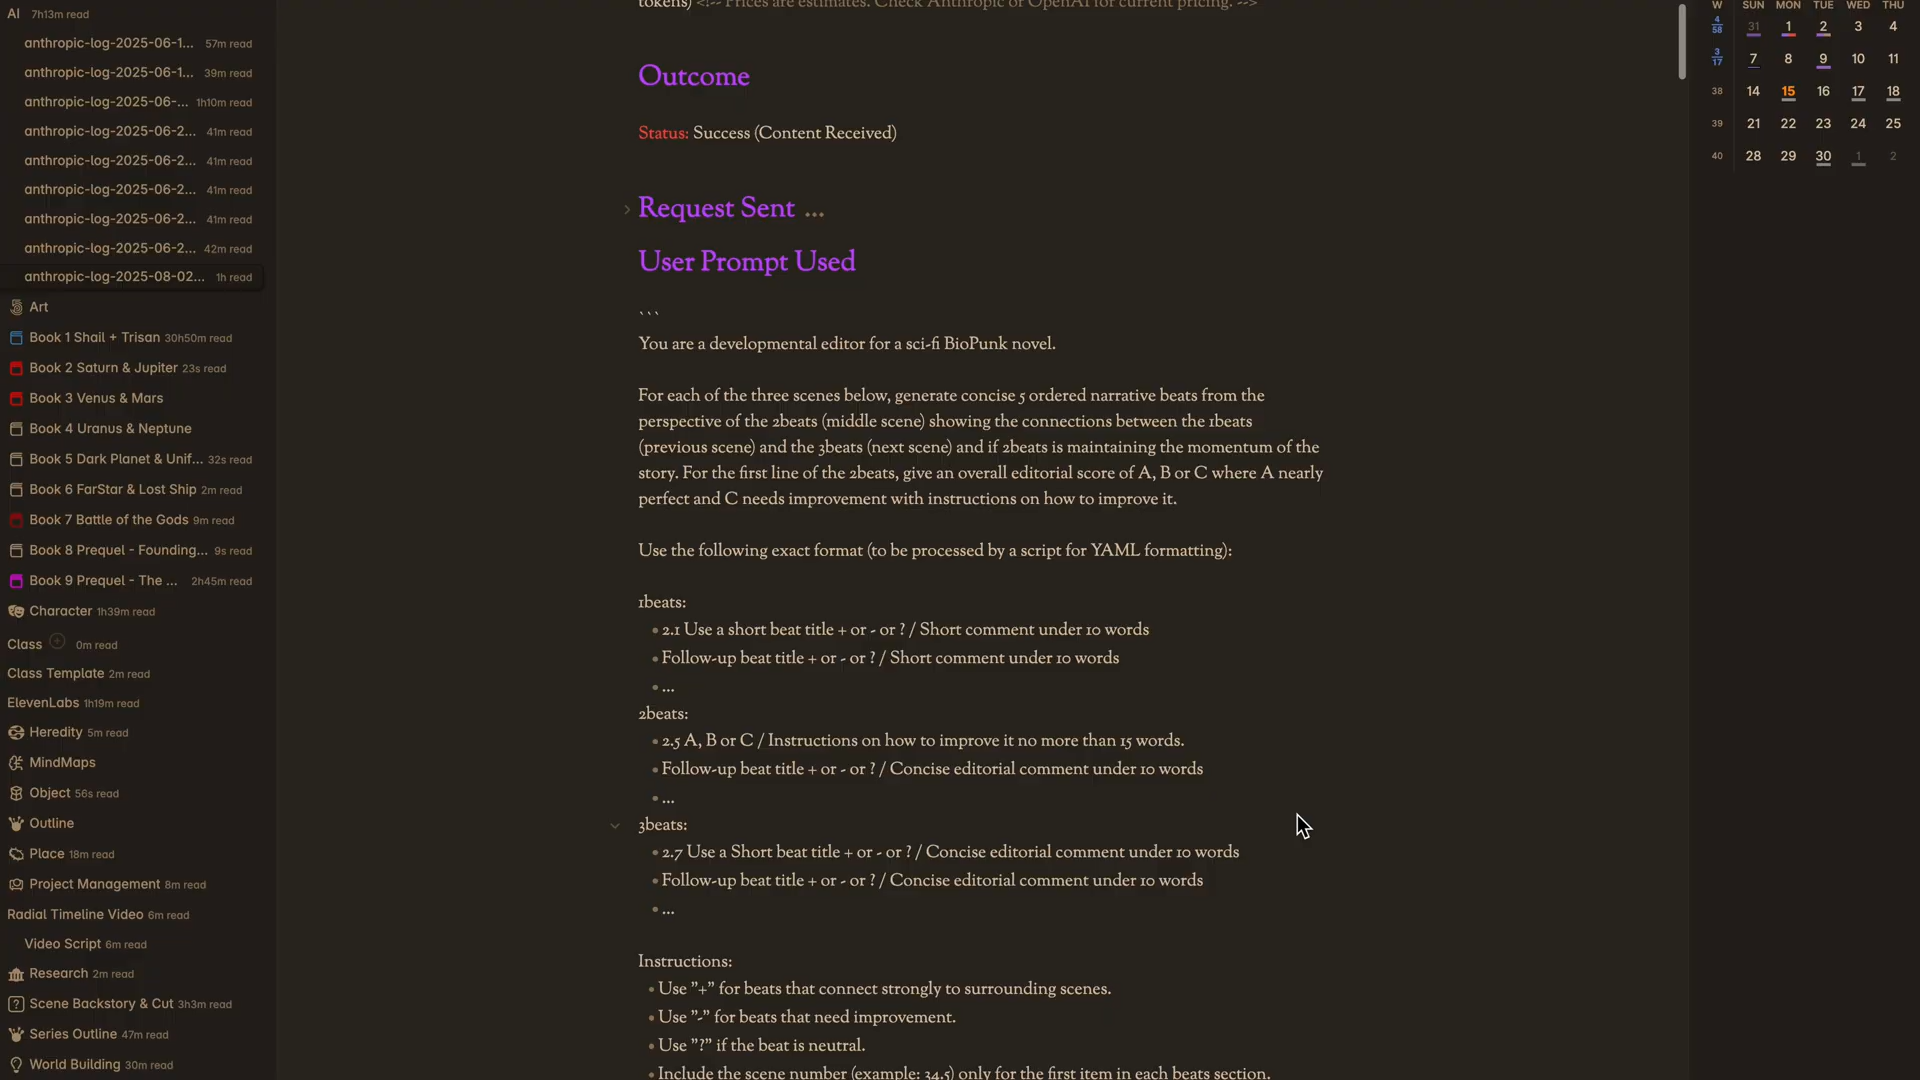 AI 7h13m read
anthropic-log-2025-06-1... 57m read
anthropic-log-2025-06-1... 39m read
anthropic-log-2025-06-... 1h10m read
anthropic-log-2025-06-2... 41m read
anthropic-log-2025-06-2... 41m read
anthropic-log-2025-06-2... 41m read
anthropic-log-2025-06-2... 41m read
anthropic-log-2025-06-2... 42m read
anthropic-log-2025-08-02... 1h read
Art
Book 1 Shail + Trisan 30h50m read
Book 2 Saturn & Jupiter 23s read
Book 3 Venus & Mars
Book 4 Uranus & Neptune
Book 5 Dark Planet & Unif... 32s read
Book 6 FarStar & Lost Ship 2m read
Book 7 Battle of the Gods 9m read
Book 8 Prequel - Founding... 9s read
Book 9 Prequel - The ... 2h45m read
Character 1h39m read
Class 0m read
Class Template 2m read
ElevenLabs 1h19m read
Heredity 5m read
MindMaps
Object 56s read
Outline
Place 18m read
Project Management 8m read
Radial Timeline Video 6m read
Video Script 6m read
Research 2m read
Scene Backstory & Cut 3h3m read
Series Outline 47m read
World Building 30m read
tokens) <!-- Prices are estimates. Check Anthropic or OpenAI for current pricing. -->
Outcome
Status: Success (Content Received)
Request Sent ...
User Prompt Used
```
You are a developmental editor for a sci-fi BioPunk novel.
For each of the three scenes below, generate concise 5 ordered narrative beats from the
perspective of the 2beats (middle scene) showing the connections between the 1beats
(previous scene) and the 3beats (next scene) and if 2beats is maintaining the momentum of the
story. For the first line of the 2beats, give an overall editorial score of A, B or C where A nearly
perfect and C needs improvement with instructions on how to improve it.
Use the following exact format (to be processed by a script for YAML formatting):
1beats:
• 2.1 Use a short beat title + or - or ? / Short comment under 10 words
• Follow-up beat title + or - or ? / Short comment under 10 words
• ...
2beats:
• 2.5 A, B or C / Instructions on how to improve it no more than 15 words.
• Follow-up beat title + or - or ? / Concise editorial comment under 10 words
• ...
3beats:
• 2.7 Use a Short beat title + or - or ? / Concise editorial comment under 10 words
• Follow-up beat title + or - or ? / Concise editorial comment under 10 words
• ...
Instructions:
• Use "+" for beats that connect strongly to surrounding scenes.
• Use "-" for beats that need improvement.
• Use "?" if the beat is neutral.
• Include the scene number (example: 34.5) only for the first item in each beats section.
W SUN MON TUE WED THU
4/58 31 1 2 3 4
3/17 7 8 9 10 11
38 14 15 16 17 18
39 21 22 23 24 25
40 28 29 30 1 2